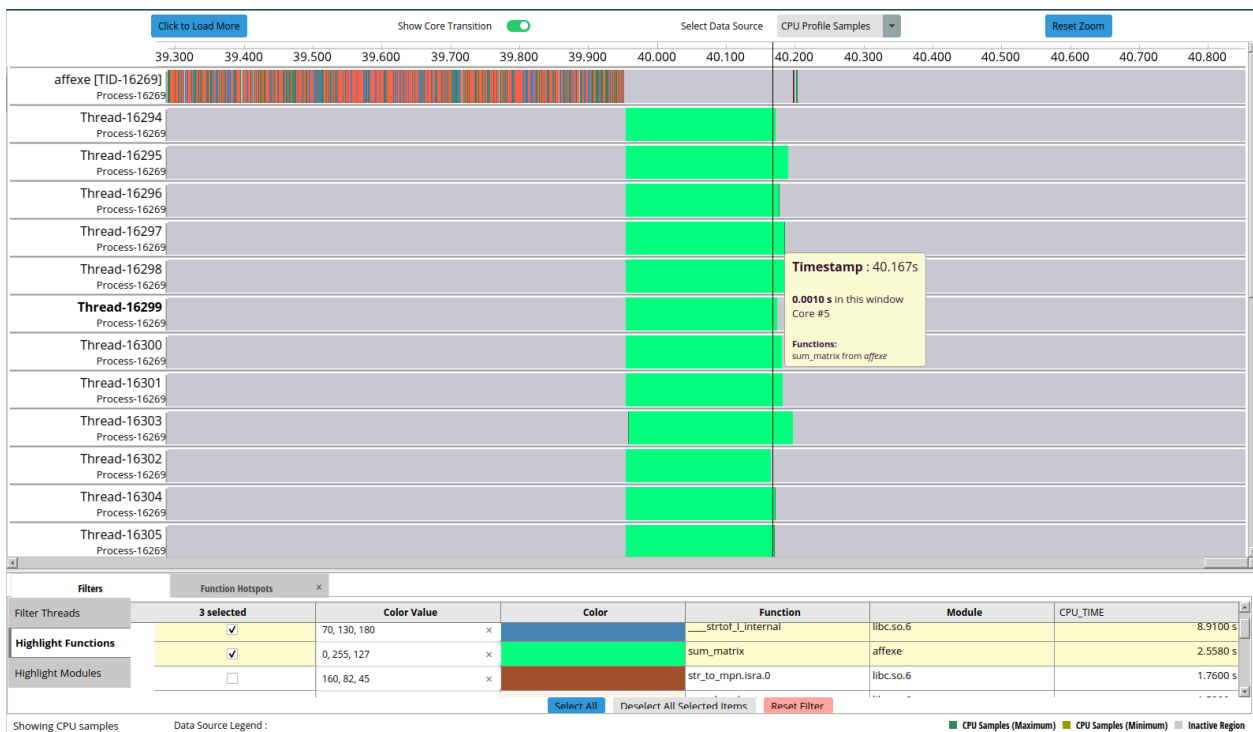 Click to Load More Show Core Transition Select Data Source CPU Profile Samples Reset Zoom
39.300 39.400 39.500 39.600 39.700 39.800 39.900 40.000 40.100 40.200 40.300 40.400 40.500 40.600 40.700 40.800
affexe [TID-16269]
Process-16269
Thread-16294
Process-16269
Thread-16295
Process-16269
Thread-16296
Process-16269
Thread-16297
Process-16269
Thread-16298
Process-16269
Thread-16299
Process-16269
Thread-16300
Process-16269
Thread-16301
Process-16269
Thread-16303
Process-16269
Thread-16302
Process-16269
Thread-16304
Process-16269
Thread-16305
Process-16269
Timestamp : 40.167s
0.0010 s in this window
Core #5
Functions:
sum_matrix from affexe
Filters Function Hotspots ×
Filter Threads
Highlight Functions
Highlight Modules
3 selected Color Value Color Function Module CPU_TIME
70, 130, 180 × ____strtof_l_internal libc.so.6 8.9100 s
0, 255, 127 × sum_matrix affexe 2.5580 s
160, 82, 45 × str_to_mpn.isra.0 libc.so.6 1.7600 s
Select All Deselect All Selected Items Reset Filter
Showing CPU samples Data Source Legend : CPU Samples (Maximum) CPU Samples (Minimum) Inactive Region